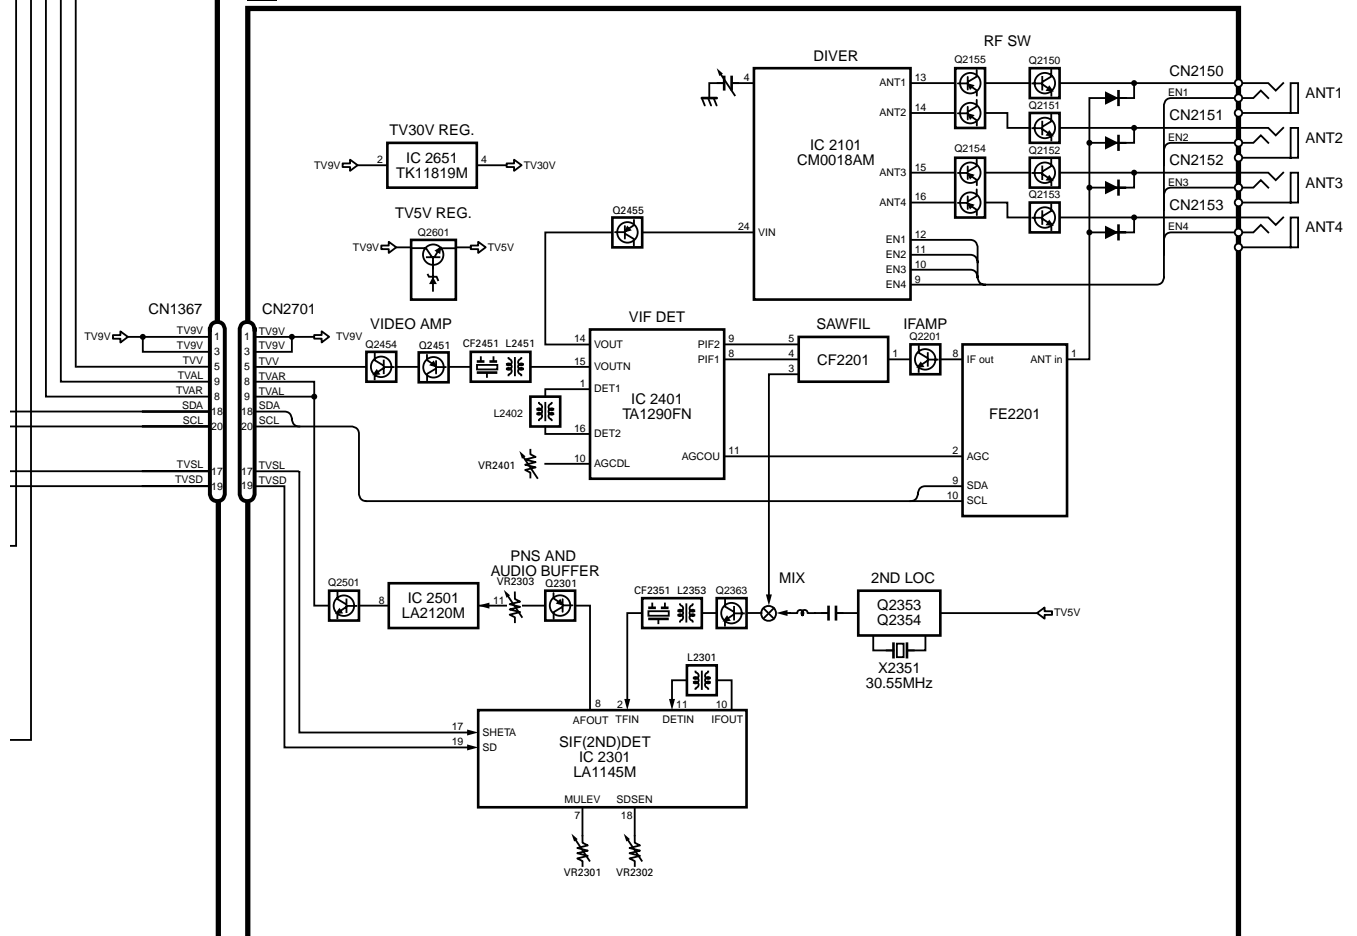 RF SW
DIVER
Q2155
Q2150
CN2150
4
ANT1
13
EN1
ANT1
ANT2
14
Q2151
CN2151
EN2
ANT2
TV30V REG.
TV9V
2
IC 2651
TK11819M
4
TV30V
IC 2101
CM0018AM
Q2154
Q2152
CN2152
ANT3
15
EN3
ANT3
ANT4
16
Q2153
CN2153
EN4
ANT4
TV5V REG.
Q2601
TV9V
TV5V
Q2455
24
VIN
EN1
12
EN2
11
EN3
10
EN4
9
CN1367
CN2701
TV9V
TV9V
1
1
TV9V
TV9V
TV9V
3
3
TV9V
TVV
5
5
TVV
TVAL
9
8
TVAR
TVAR
8
9
TVAL
SDA
18
18
SDA
SCL
20
20
SCL
TVSL
17
17
TVSL
TVSD
19
19
TVSD
VIDEO AMP
Q2454
Q2451
CF2451
L2451
VIF DET
14
VOUT
15
VOUTN
1
DET1
L2402
16
DET2
VR2401
10
AGCDL
IC 2401
TA1290FN
PIF2
9
PIF1
8
AGCOU
11
SAWFIL
5
4
3
CF2201
1
IFAMP
Q2201
8
IF out
ANT in
1
FE2201
2
AGC
9
SDA
10
SCL
PNS AND
AUDIO BUFFER
Q2501
8
IC 2501
LA2120M
11
VR2303
Q2301
CF2351
L2353
Q2363
MIX
2ND LOC
Q2353
Q2354
TV5V
X2351
30.55MHz
L2301
8
2
11
10
AFOUT
TFIN
DETIN
IFOUT
17
SHETA
19
SD
SIF(2ND)DET
IC 2301
LA1145M
MULEV
SDSEN
7
18
VR2301
VR2302